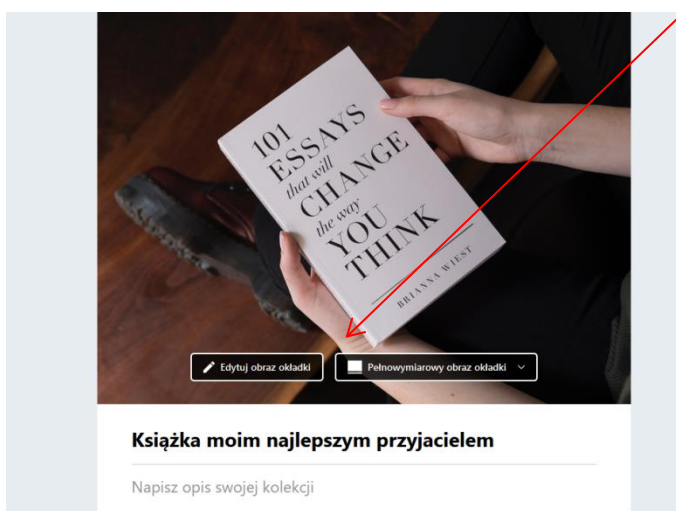 101
ESSAYS
that will
CHANGE
the way
YOU
THINK
BRIANNA WIEST
Edytuj obraz okładki
Pełnowymiarowy obraz okładki
Książka moim najlepszym przyjacielem
Napisz opis swojej kolekcji